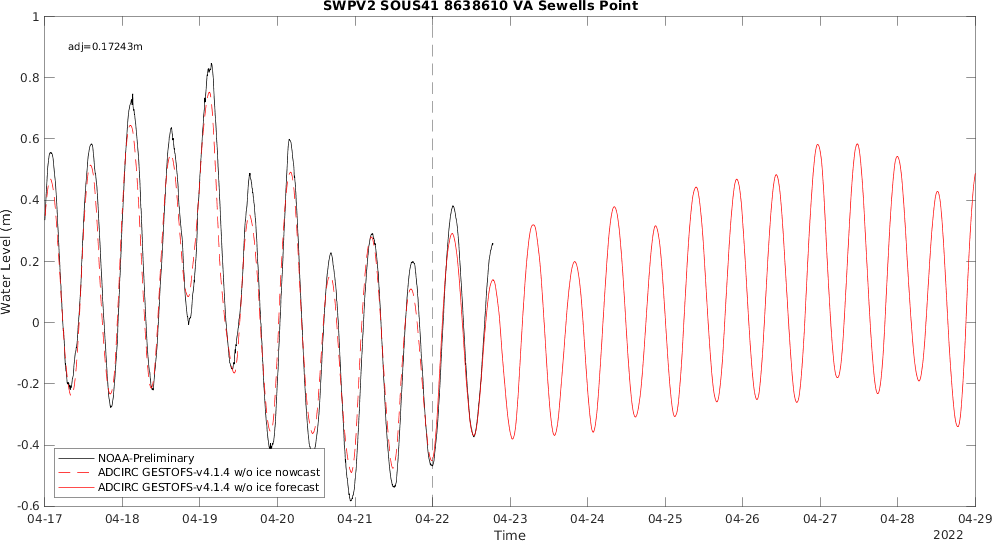 SWPV2 SOUS41 8638610 VA Sewells Point
adj=0.17243m
1
0.8
0.6
0.4
0.2
0
-0.2
-0.4
-0.6
Water Level (m)
NOAA-Preliminary
ADCIRC GESTOFS-v4.1.4 w/o ice nowcast
ADCIRC GESTOFS-v4.1.4 w/o ice forecast
04-17 04-18 04-19 04-20 04-21 04-22 04-23 04-24 04-25 04-26 04-27 04-28 04-29
Time
2022